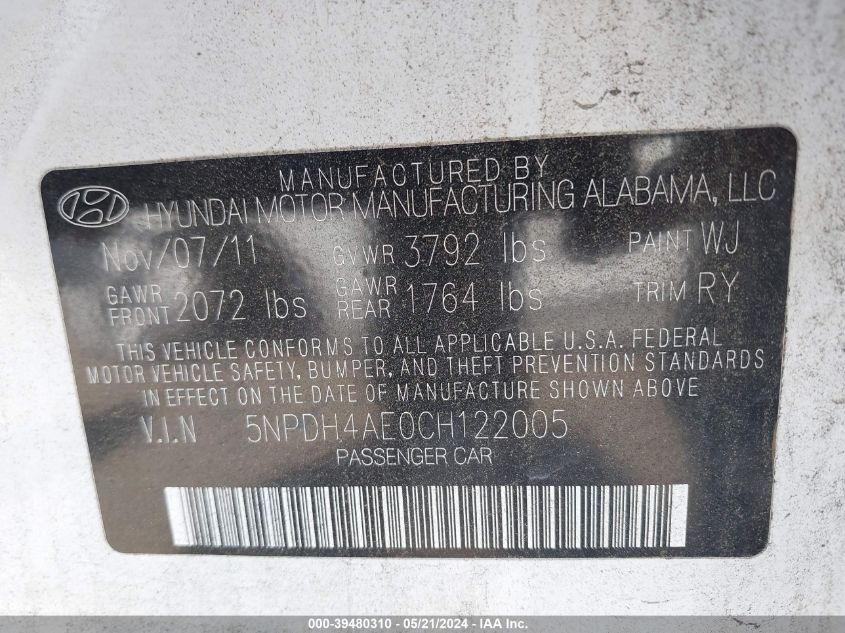 MANUFACTURED BY
HYUNDAI MOTOR MANUFACTURING ALABAMA, LLC
Nov/07/11 GVWR 3792 lbs PAINT WJ
GAWR FRONT 2072 lbs GAWR REAR 1764 lbs TRIM RY
THIS VEHICLE CONFORMS TO ALL APPLICABLE U.S.A. FEDERAL
MOTOR VEHICLE SAFETY, BUMPER, AND THEFT PREVENTION STANDARDS
IN EFFECT ON THE DATE OF MANUFACTURE SHOWN ABOVE
V.I.N 5NPDH4AE0CH122005
PASSENGER CAR
000-39480310 - 05/21/2024 - IAA Inc.